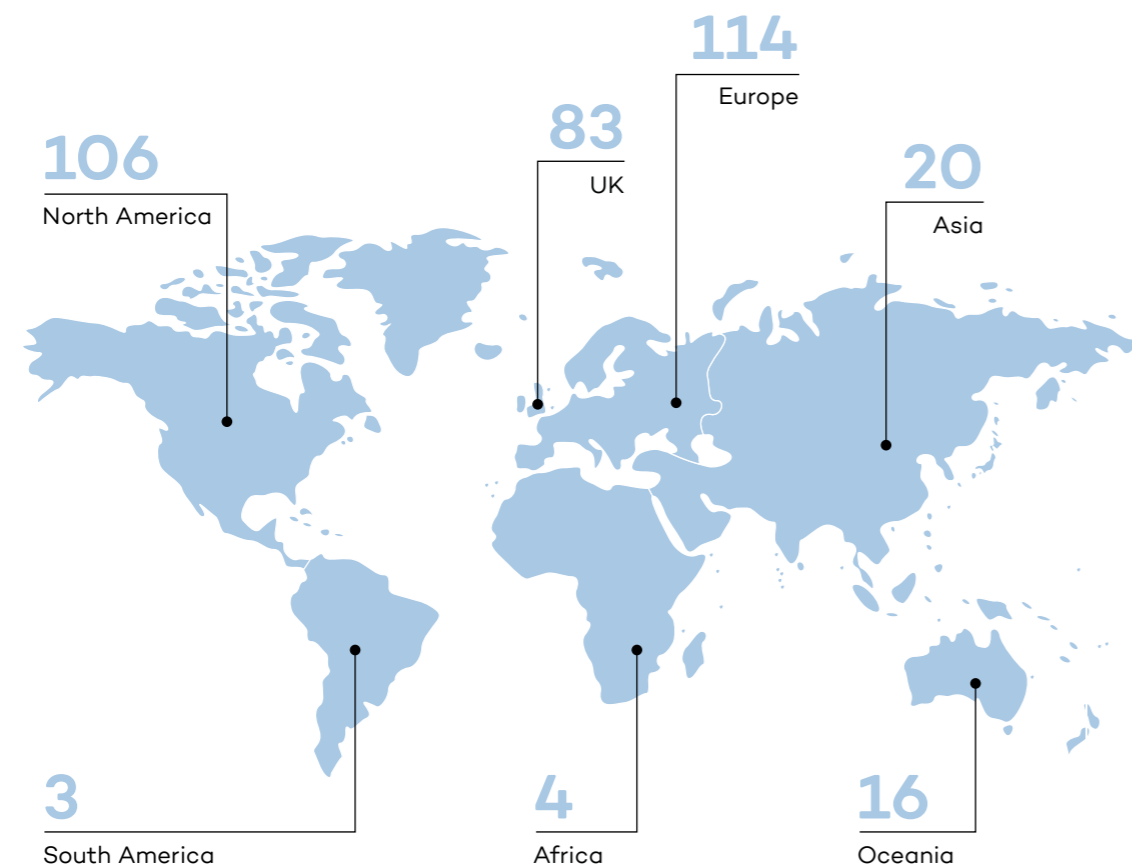 114
Europe
83
UK
106
North America
20
Asia
3
South America
4
Africa
16
Oceania